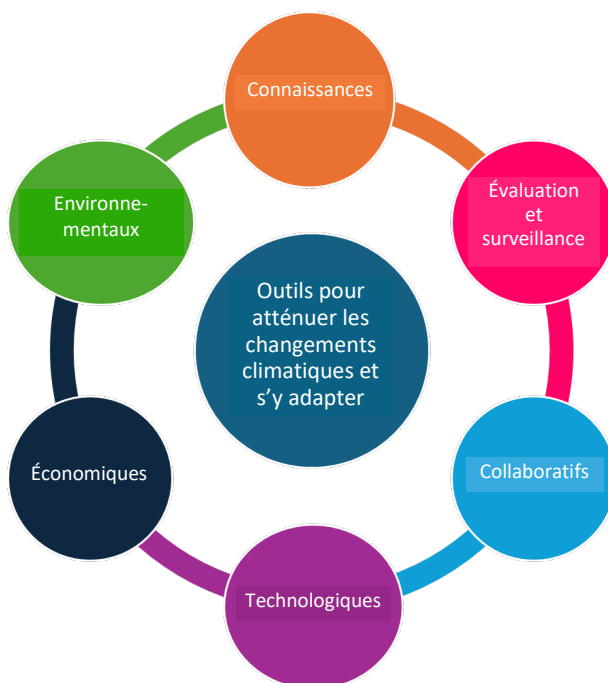 Connaissances
Évaluation
et
surveillance
Environne-
mentaux
Outils pour
atténuer les
changements
climatiques et
s’y adapter
Économiques
Collaboratifs
Technologiques